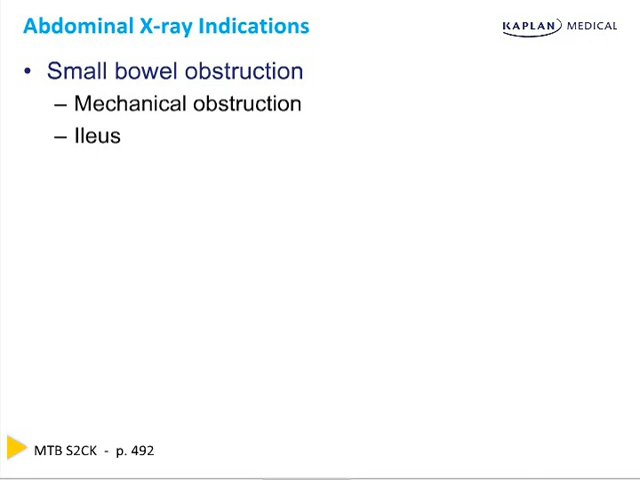 Abdominal X-ray Indications
KAPLAN MEDICAL
• Small bowel obstruction
– Mechanical obstruction
– Ileus
MTB S2CK - p. 492